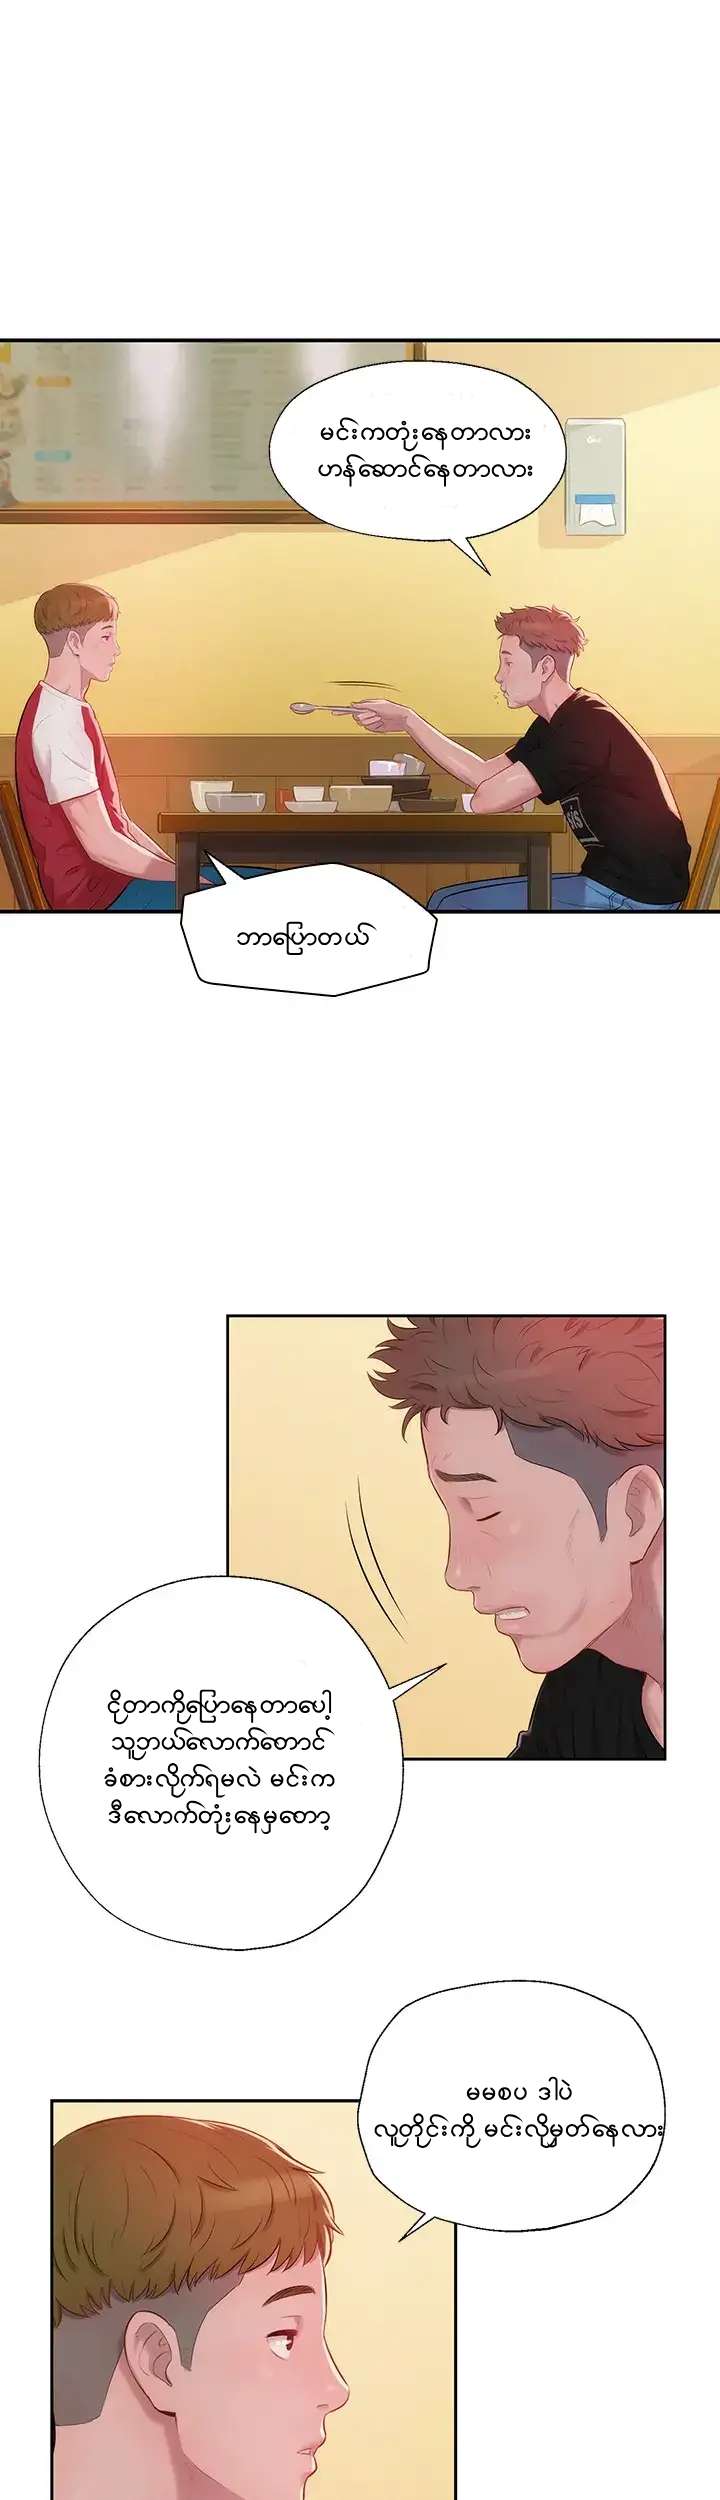 မင်းကတုံးနေတာလား
ဟန်ဆောင်နေတာလား
sis
ဘာပြောတယ်
ငိုတာကိုပြောနေတာပေါ့
သူဘယ်လောက်တောင်
ခံစားလိုက်ရမလဲ မင်းက
ဒီလောက်တုံးနေမှတော့
မမစပ ဒါပဲ
လူတိုင်းကို မင်းလိုမှတ်နေလား